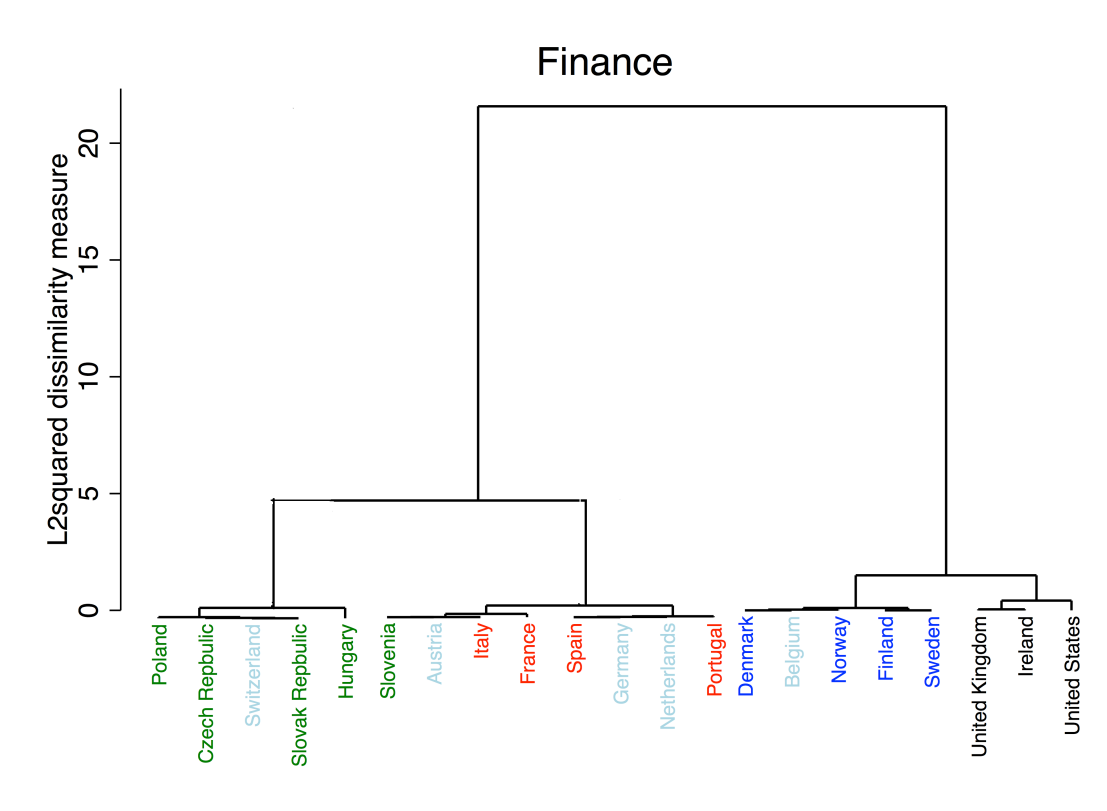 Finance
L2squared dissimilarity measure
20
15
10
5
0
Poland
Czech Repbulic
Switzerland
Slovak Repbulic
Hungary
Slovenia
Austria
Italy
France
Spain
Germany
Netherlands
Portugal
Denmark
Belgium
Norway
Finland
Sweden
United Kingdom
Ireland
United States